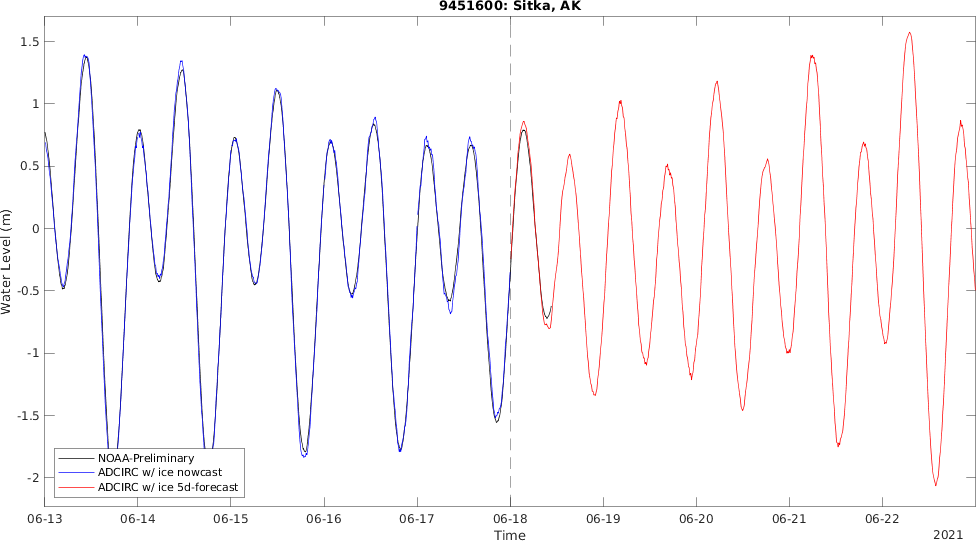 9451600: Sitka, AK
1.5
1
0.5
0
-0.5
-1
-1.5
-2
Water Level (m)
NOAA-Preliminary
ADCIRC w/ ice nowcast
ADCIRC w/ ice 5d-forecast
06-13 06-14 06-15 06-16 06-17 06-18 06-19 06-20 06-21 06-22
Time
2021